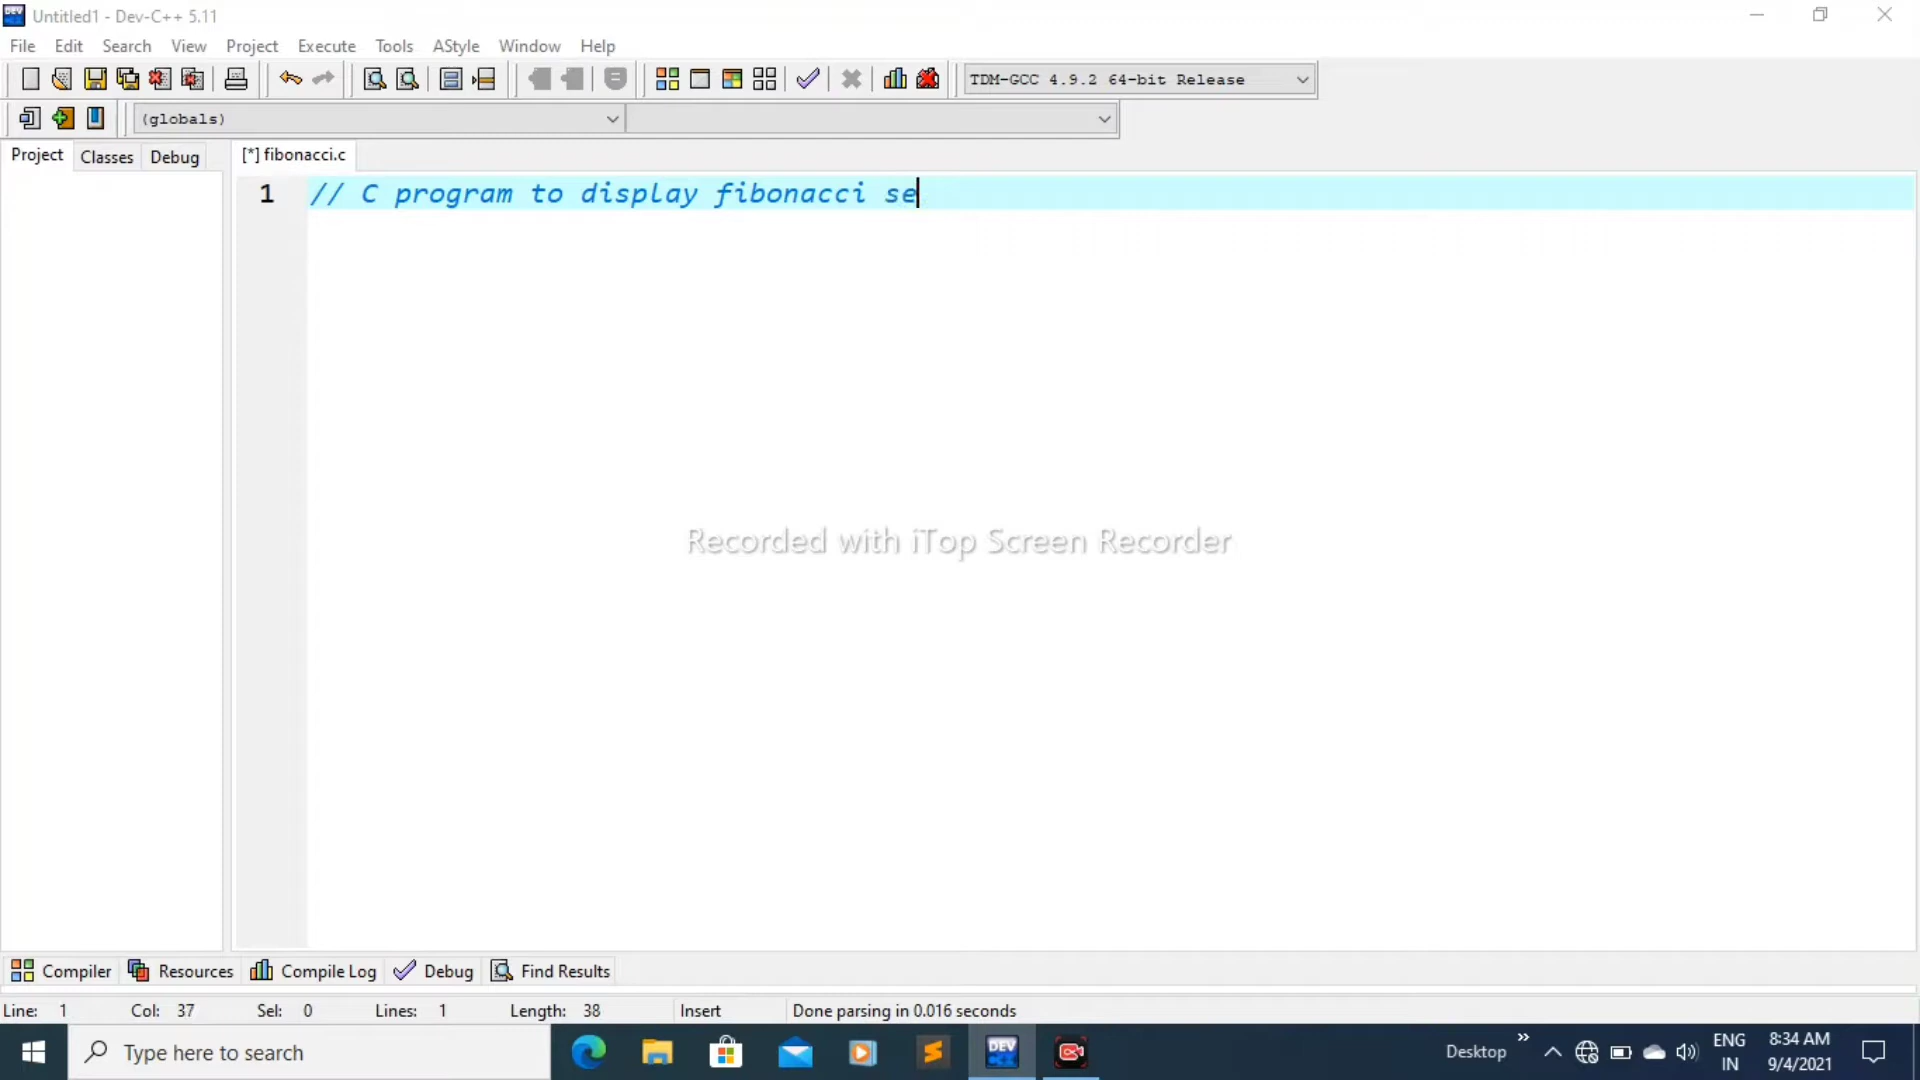 Untitled1 - Dev-C++ 5.11
File Edit Search View Project Execute Tools AStyle Window Help
TDM-GCC 4.9.2 64-bit Release
(globals)
Project Classes Debug [*] fibonacci.c
1 // C program to display fibonacci se
Recorded with iTop Screen Recorder
Compiler Resources Compile Log Debug Find Results
Line: 1 Col: 37 Sel: 0 Lines: 1 Length: 38 Insert Done parsing in 0.016 seconds
Type here to search DEV Desktop » ENG 8:34 AM
IN 9/4/2021